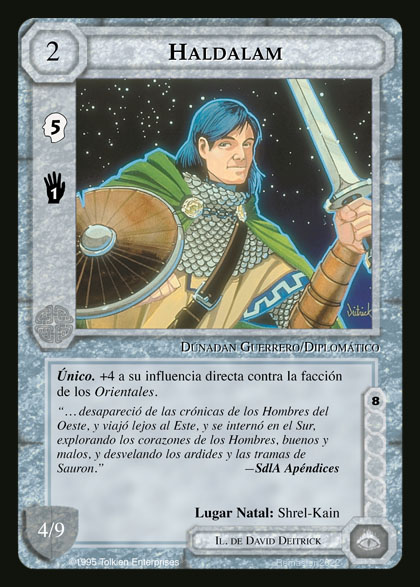 2
HALDALAM
5
1
Deitrick
DÚNADAN GUERRERO/DIPLOMÁTICO
Único. +4 a su influencia directa contra la facción
de los Orientales.
8
“…desapareció de las crónicas de los Hombres del
Oeste, y viajó lejos al Este, y se internó en el Sur,
explorando los corazones de los Hombres, buenos y
malos, y desvelando los ardides y las tramas de
Sauron.” —SdlA Apéndices
Lugar Natal: Shrel-Kain
4/9
IL. DE DAVID DEITRICK
©1995 Tolkien Enterprises